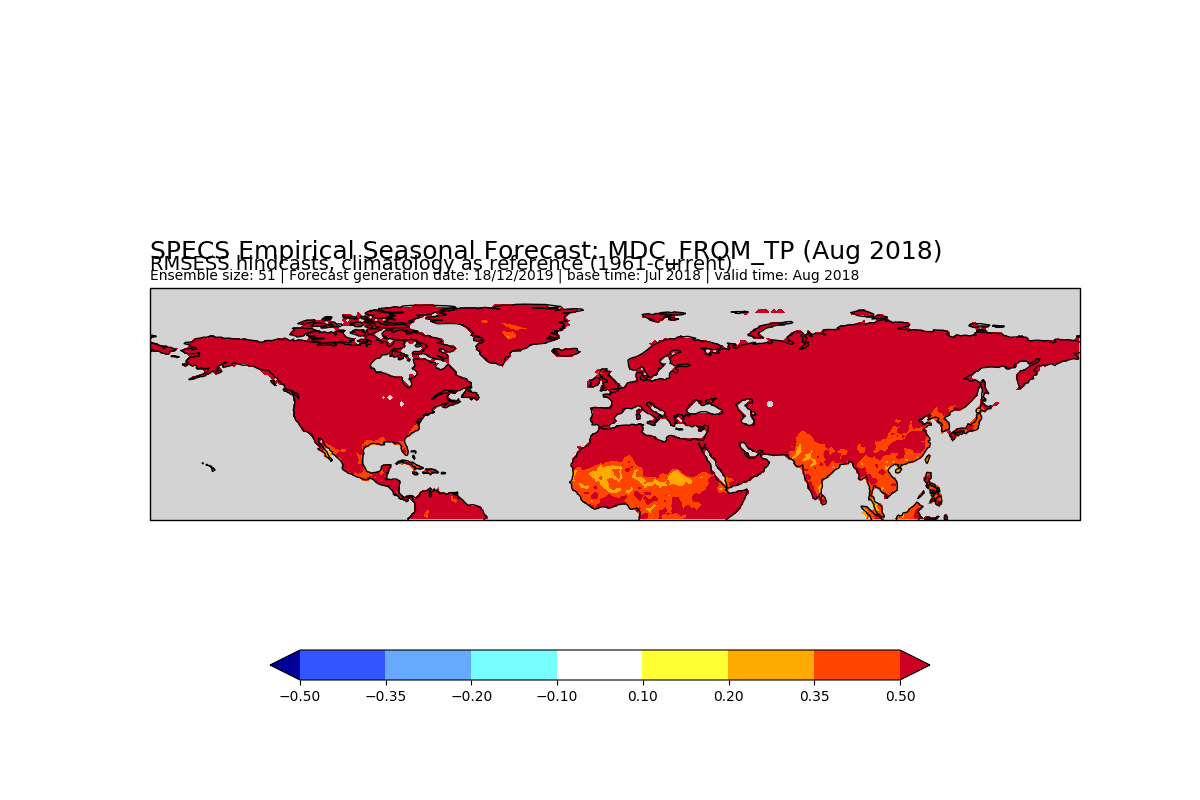 SPECS Empirical Seasonal Forecast: MDC_FROM_TP (Aug 2018)
RMSESS hindcasts, climatology as reference (1961-current)
Ensemble size: 51 | Forecast generation date: 18/12/2019 | base time: Jul 2018 | valid time: Aug 2018
−0.50 −0.35 −0.20 −0.10 0.10 0.20 0.35 0.50